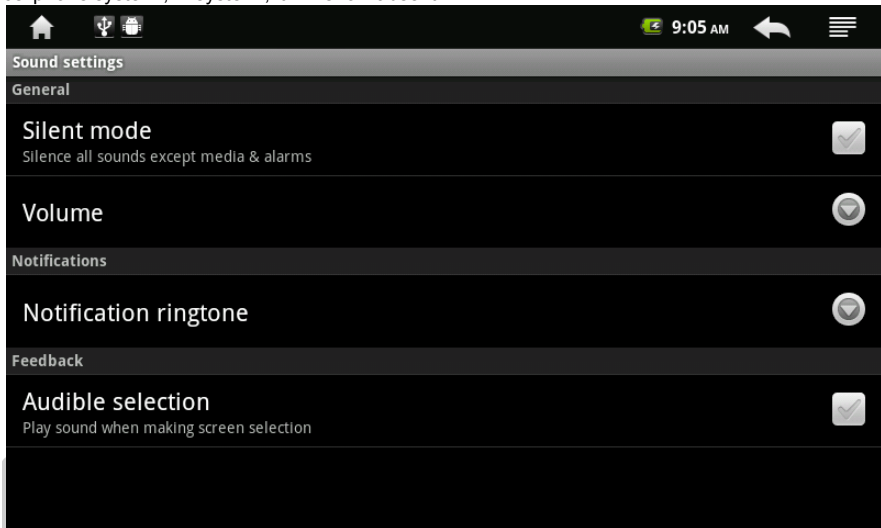 9:05 AM
Sound settings
General
Silent mode
Silence all sounds except media & alarms
Volume
Notifications
Notification ringtone
Feedback
Audible selection
Play sound when making screen selection